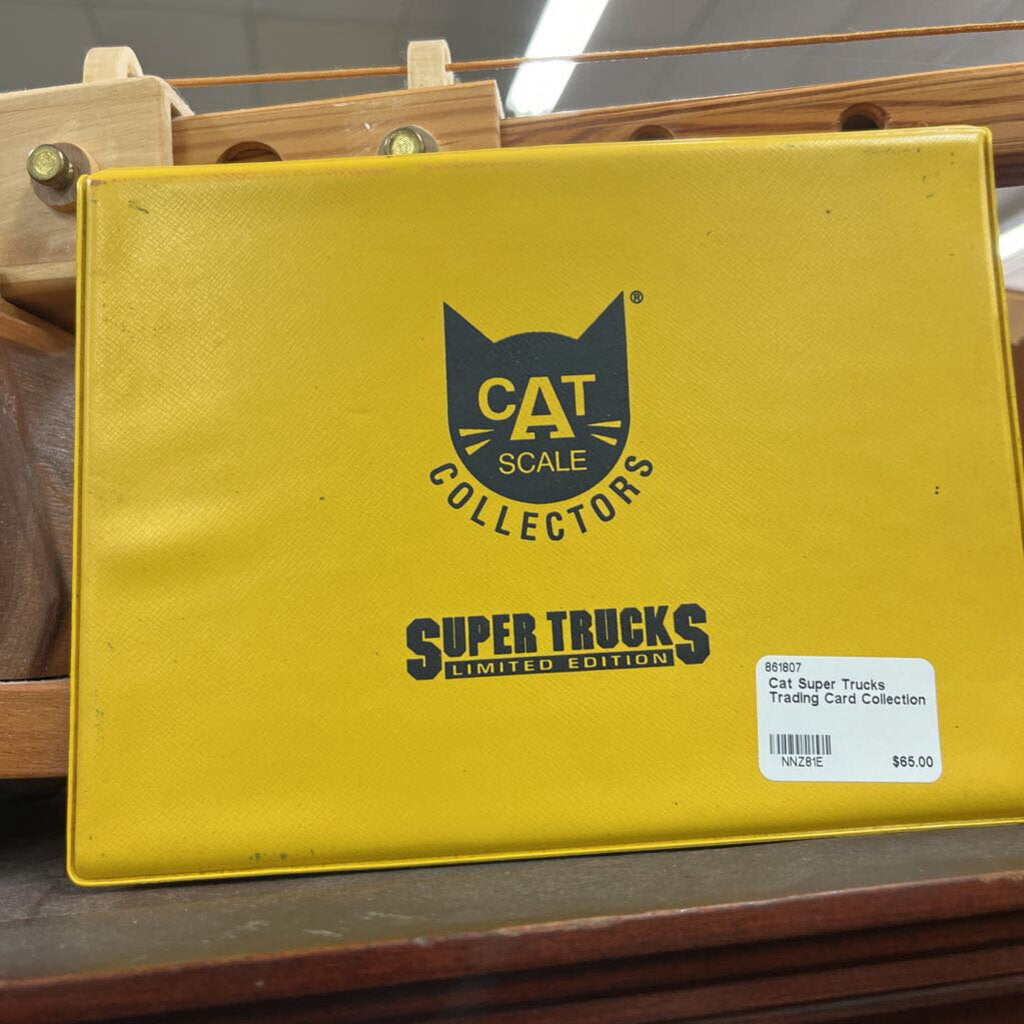 ®
CAT
SCALE
COLLECTORS
SUPER TRUCKS
LIMITED EDITION
861807
Cat Super Trucks
Trading Card Collection
NNZ81E
$65.00